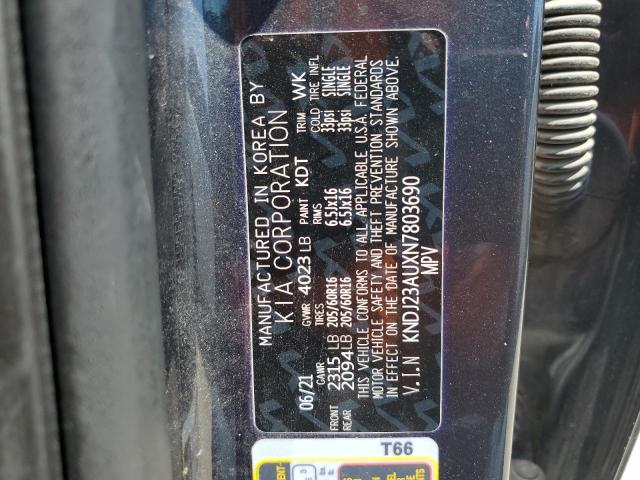 MANUFACTURED IN KOREA BY
KIA CORPORATION
06/21 GVWR 4023 LB PAINT KDT TRIM WK
GAWR TIRES RIMS COLD TIRE INFL
FRONT 2315 LB 205/60R16 6.5Jx16 33psi SINGLE
REAR 2094 LB 205/60R16 6.5Jx16 33psi SINGLE
THIS VEHICLE CONFORMS TO ALL APPLICABLE U.S.A. FEDERAL
MOTOR VEHICLE SAFETY AND THEFT PREVENTION STANDARDS
IN EFFECT ON THE DATE OF MANUFACTURE SHOWN ABOVE.
V.I.N KNDJ23AUXN7803690
MPV
T66